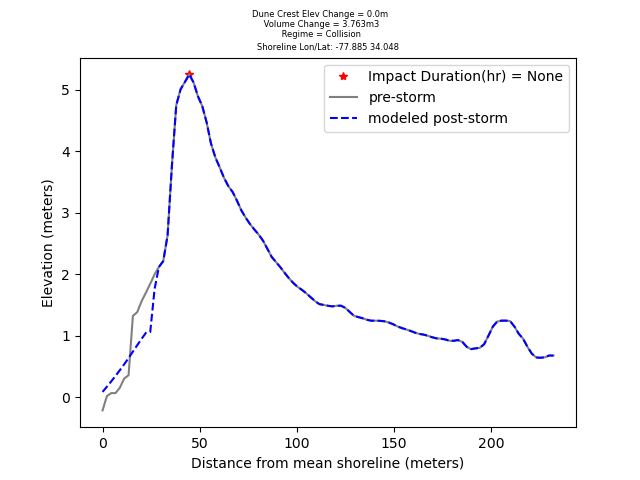 Dune Crest Elev Change = 0.0m
Volume Change = 3.763m3
Regime = Collision
Shoreline Lon/Lat: -77.885 34.048
Impact Duration(hr) = None
pre-storm
modeled post-storm
Elevation (meters)
5
4
3
2
1
0
0 50 100 150 200
Distance from mean shoreline (meters)